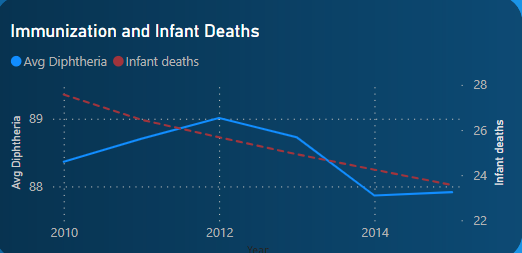 Immunization and Infant Deaths
Avg Diphtheria Infant deaths
Avg Diphtheria
89
88
28
26
24
22
Infant deaths
2010 2012 2014
Year